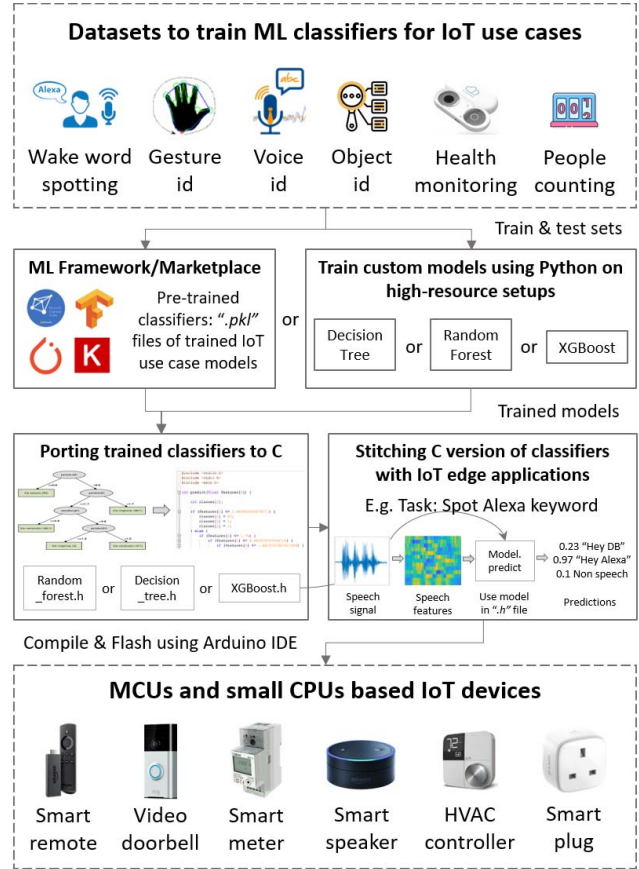 Datasets to train ML classifiers for IoT use cases
Alexa
abc
Wake word spotting
Gesture id
Voice id
Object id
Health monitoring
People counting
Train & test sets
ML Framework/Marketplace
Pre-trained
classifiers: “.pkl”
files of trained IoT
use case models
K
or
Train custom models using Python on
high-resource setups
Decision Tree
or
Random Forest
or
XGBoost
Trained models
Porting trained classifiers to C
Random _forest.h
or
Decision _tree.h
or
XGBoost.h
Stitching C version of classifiers
with IoT edge applications
E.g. Task: Spot Alexa keyword
Model. predict
0.23 “Hey DB”
0.97 “Hey Alexa”
0.1 Non speech
Speech signal
Speech features
Use model in “.h” file
Predictions
Compile & Flash using Arduino IDE
MCUs and small CPUs based IoT devices
72
Smart remote
Video doorbell
Smart meter
Smart speaker
HVAC controller
Smart plug